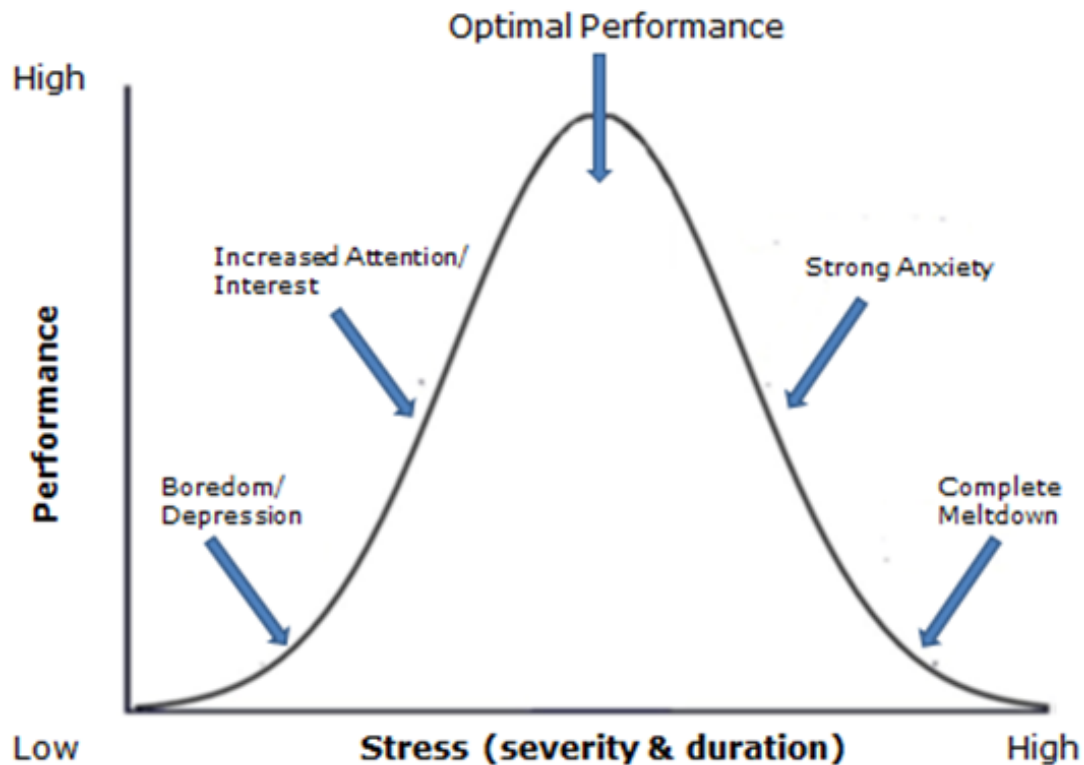 Optimal Performance
High
Increased Attention/
Interest
Strong Anxiety
Performance
Boredom/
Depression
Complete
Meltdown
Low
Stress (severity & duration)
High